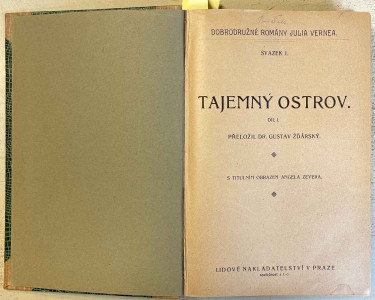 DOBRODRUŽNÉ ROMÁNY JULIA VERNEA.
SVAZEK I.
TAJEMNÝ OSTROV.
DÍL I.
PŘELOŽIL DR. GUSTAV ŽĎÁRSKÝ.
S TITULNÍM OBRAZEM ANGELA ZEYERA.
LIDOVÉ NAKLADATELSTVÍ V PRAZE